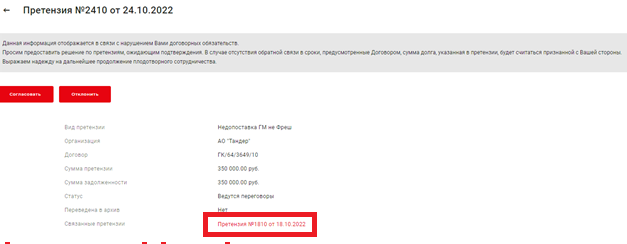 ← Претензия №2410 от 24.10.2022
Данная информация отображается в связи с нарушением Вами договорных обязательств.
Просим предоставить решение по претензиям, ожидающим подтверждения. В случае отсутствия обратной связи в сроки, предусмотренные Договором, сумма долга, указанная в претензии, будет считаться признанной с Вашей стороны.
Выражаем надежду на дальнейшее продолжение плодотворного сотрудничества.
Согласовать Отклонить
Вид претензии Недопоставка ГМ не Фреш
Организация АО "Тандер"
Договор ГК/64/3649/10
Сумма претензии 350 000.00 руб.
Сумма задолженности 350 000.00 руб.
Статус Ведутся переговоры
Переведена в архив Нет
Связанные претензии Претензия №1810 от 18.10.2022